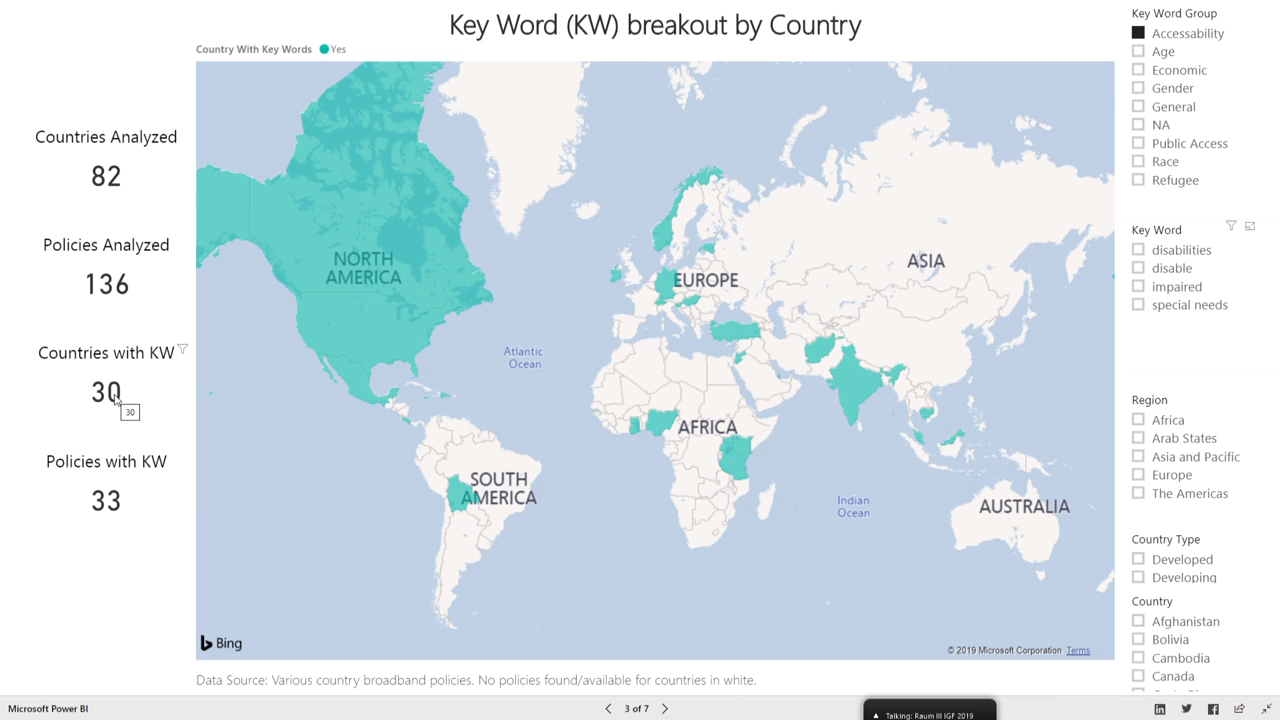 Key Word (KW) breakout by Country
Country With Key Words Yes
Countries Analyzed
82
Policies Analyzed
136
Countries with KW
30
30
Policies with KW
33
NORTH
AMERICA
Atlantic
Ocean
SOUTH
AMERICA
EUROPE
AFRICA
ASIA
Indian
Ocean
AUSTRALIA
Bing
© 2019 Microsoft Corporation Terms
Data Source: Various country broadband policies. No policies found/available for countries in white.
Key Word Group
Accessability
Age
Economic
Gender
General
NA
Public Access
Race
Refugee
Key Word
disabilities
disable
impaired
special needs
Region
Africa
Arab States
Asia and Pacific
Europe
The Americas
Country Type
Developed
Developing
Country
Afghanistan
Bolivia
Cambodia
Canada
Microsoft Power BI
3 of 7
Talking: Raum III IGF 2019